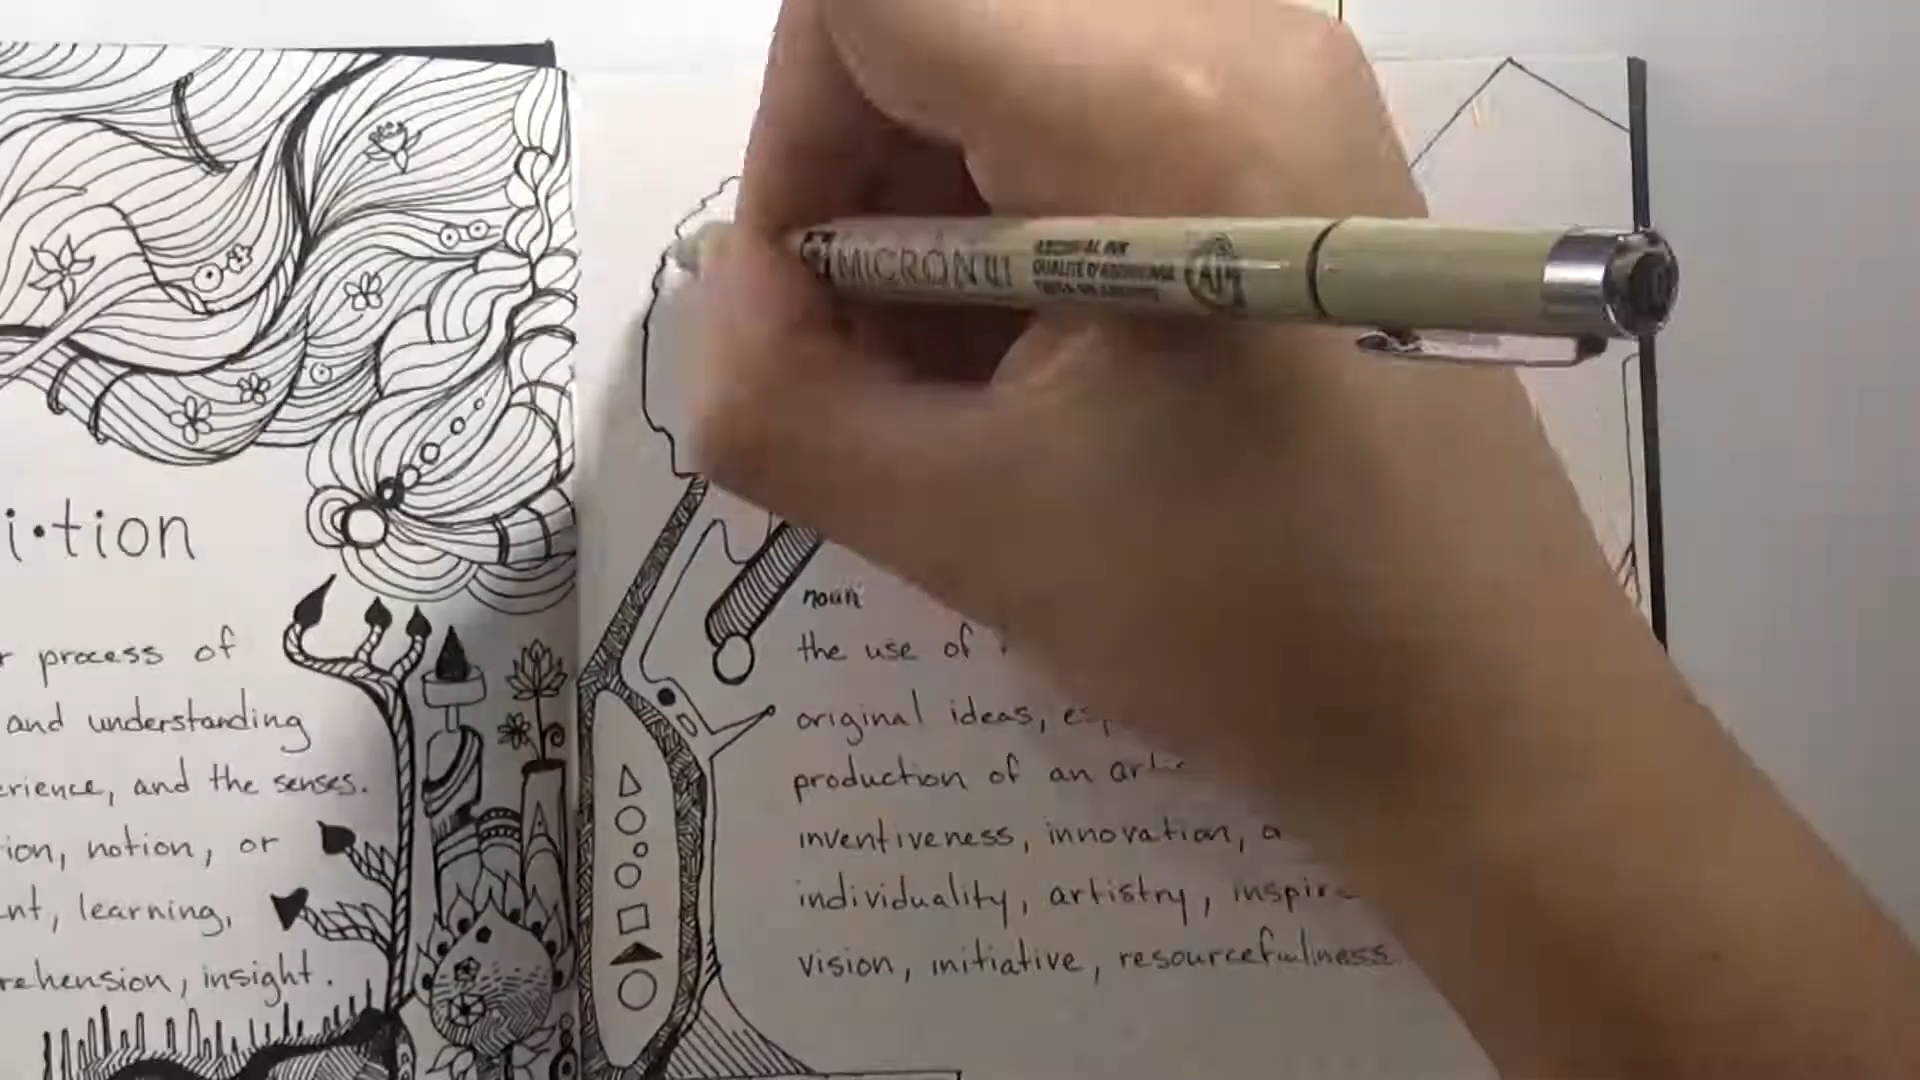 i·tion
process of
and understanding
erience, and the senses.
ion, notion, or
nt, learning,
rehension, insight.
MICRON
noun
the use of
original ideas,
production of an
inventiveness, innovation,
individuality, artistry,
vision, initiative, resourcefulness.